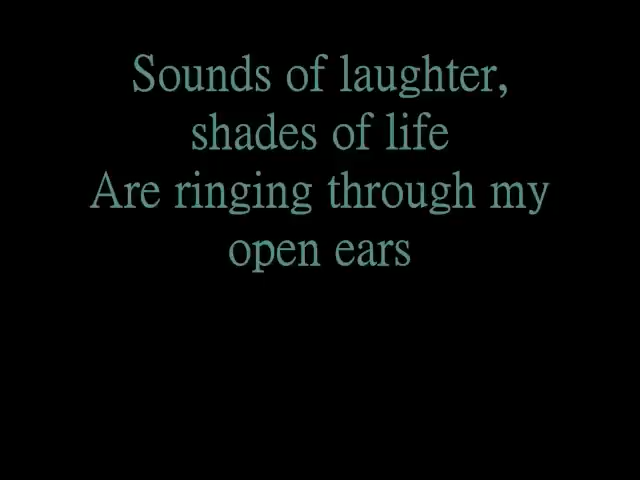 Sounds of laughter,
shades of life
Are ringing through my
open ears